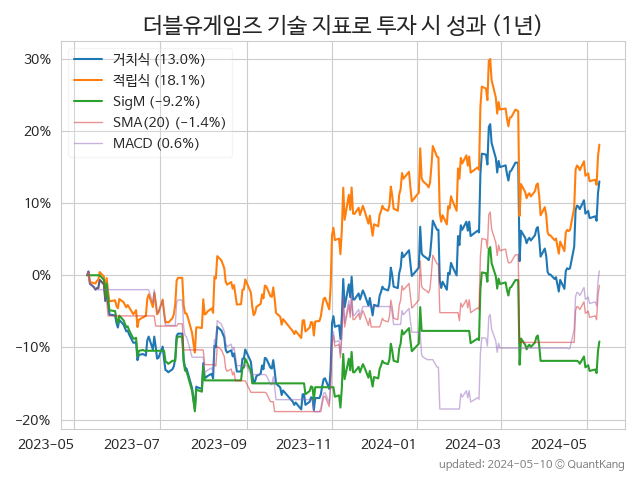 더블유게임즈 기술 지표로 투자 시 성과 (1년)
거치식 (13.0%)
적립식 (18.1%)
SigM (−9.2%)
SMA(20) (−1.4%)
MACD (0.6%)
30%
20%
10%
0%
−10%
−20%
2023-05
2023-07
2023-09
2023-11
2024-01
2024-03
2024-05
updated: 2024-05-10 ⓒ QuantKang